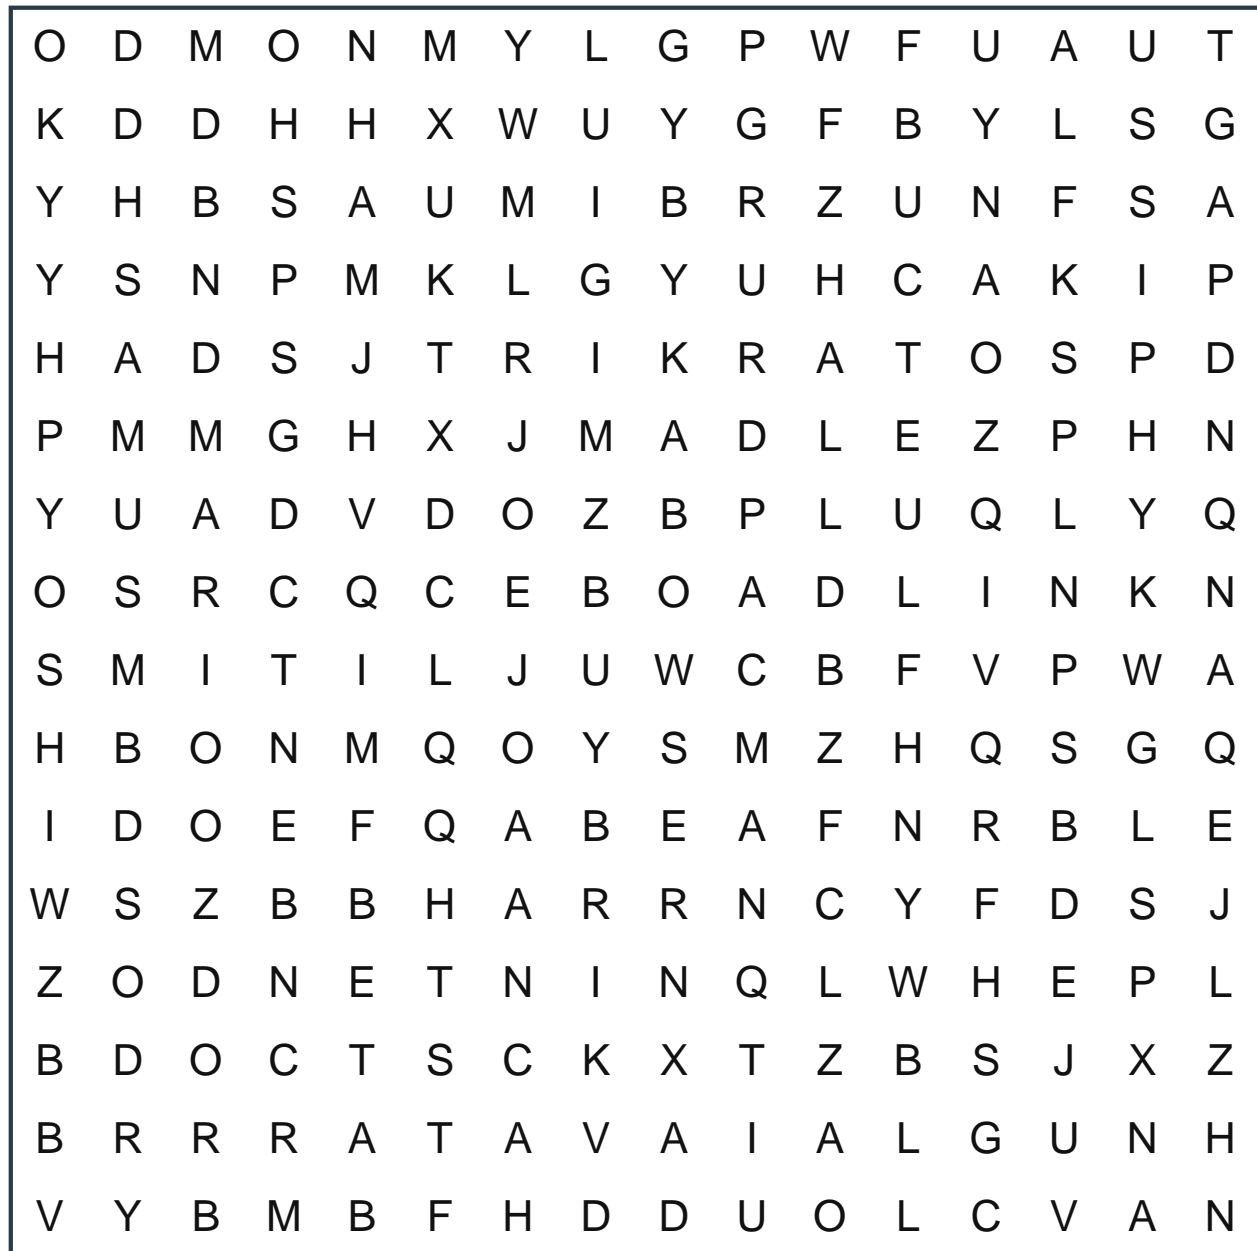 O D M O N M Y L G P W F U A U T
K D D H H X W U Y G F B Y L S G
Y H B S A U M I B R Z U N F S A
Y S N P M K L G Y U H C A K I P
H A D S J T R I K R A T O S P D
P M M G H X J M A D L E Z P H N
Y U A D V D O Z B P L U Q L Y Q
O S R C Q C E B O A D L I N K N
S M I T I L J U W C B F V P W A
H B O N M Q O Y S M Z H Q S G Q
I D O E F Q A B E A F N R B L E
W S Z B B H A R R N C Y F D S J
Z O D N E T N I N Q L W H E P L
B D O C T S C K X T Z B S J X Z
B R R R A T A V A I A L G U N H
V Y B M B F H D D U O L C V A N